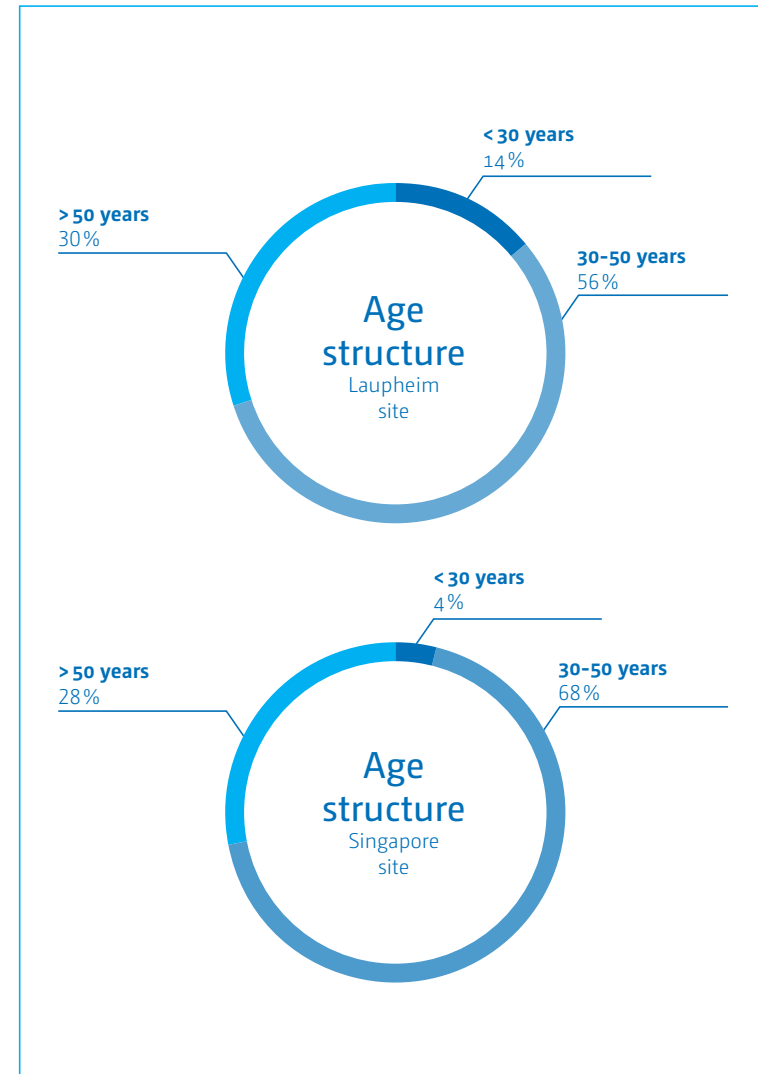 < 30 years
14 %
> 50 years
30 %
30-50 years
56 %
Age
structure
Laupheim
site
< 30 years
4 %
> 50 years
28 %
30-50 years
68 %
Age
structure
Singapore
site